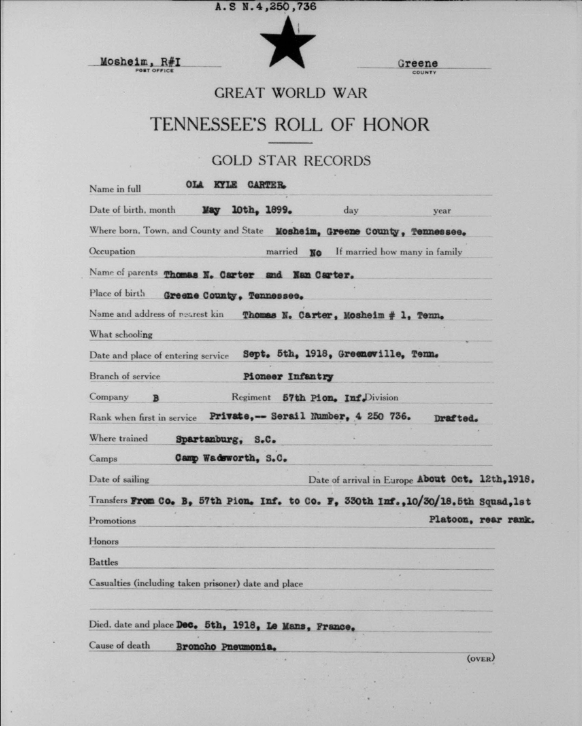 A.S N.4,250,736
Mosheim, R#I Greene
POST OFFICE COUNTY
GREAT WORLD WAR
TENNESSEE'S ROLL OF HONOR
GOLD STAR RECORDS
Name in full OLA KYLE CARTER.
Date of birth, month May 10th, 1899. day year
Where born, Town, and County and State Mosheim, Greene County, Tennessee.
Occupation married No If married how many in family
Name of parents Thomas N. Carter and Nan Carter.
Place of birth Greene County, Tennessee.
Name and address of nearest kin Thomas N. Carter, Mosheim # 1, Tenn.
What schooling
Date and place of entering service Sept. 5th, 1918, Greeneville, Tenn.
Branch of service Pioneer Infantry
Company B Regiment 57th Pion. Inf. Division
Rank when first in service Private,-- Serail Number, 4 250 736. Drafted.
Where trained Spartanburg, S.C.
Camps Camp Wadsworth, S.C.
Date of sailing Date of arrival in Europe About Oct. 12th,1918.
Transfers From Co. B, 57th Pion. Inf. to Co. F, 330th Inf.,10/30/18.5th Squad,1st
Promotions Platoon, rear rank.
Honors
Battles
Casualties (including taken prisoner) date and place
Died, date and place Dec. 5th, 1918, Le Mans, France.
Cause of death Broncho Pneumonia.
(OVER)